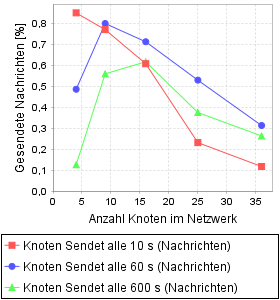 Gesendete Nachrichten [%]
0,8
0,7
0,6
0,5
0,4
0,3
0,2
0,1
0,0
0 5 10 15 20 25 30 35
Anzahl Knoten im Netzwerk
Knoten Sendet alle 10 s (Nachrichten)
Knoten Sendet alle 60 s (Nachrichten)
Knoten Sendet alle 600 s (Nachrichten)